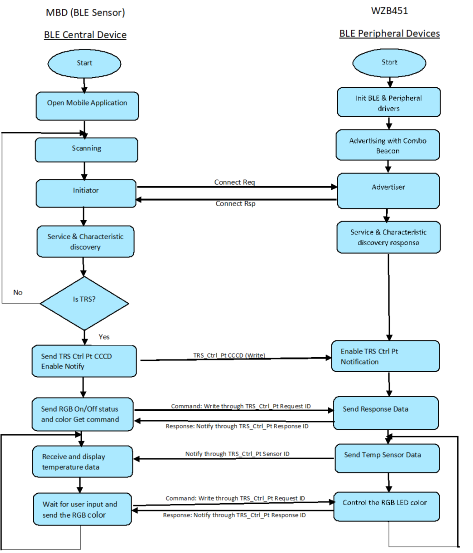 MBD (BLE Sensor)
WZB451
BLE Central Device
BLE Peripheral Devices
Start
Start
Open Mobile Application
Init BLE & Peripheral
drivers
Scanning
Advertising with Combo
Beacon
Initiator
Connect Req
Connect Rsp
Advertiser
Service & Characteristic
discovery
Service & Characteristic
discovery response
No
Is TRS?
Yes
Send TRS Ctrl Pt CCCD
Enable Notify
TRS_Ctrl_Pt CCCD (Write)
Enable TRS Ctrl Pt
Notification
Send RGB On/Off status
and color Get command
Command: Write through TRS_Ctrl_Pt Request ID
Response: Notify through TRS_Ctrl_Pt Response ID
Send Response Data
Receive and display
temperature data
Notify through TRS_Ctrl_Pt Sensor ID
Send Temp Sensor Data
Wait for user input and
send the RGB color
Command: Write through TRS_Ctrl_Pt Request ID
Response: Notify through TRS_Ctrl_Pt Response ID
Control the RGB LED color